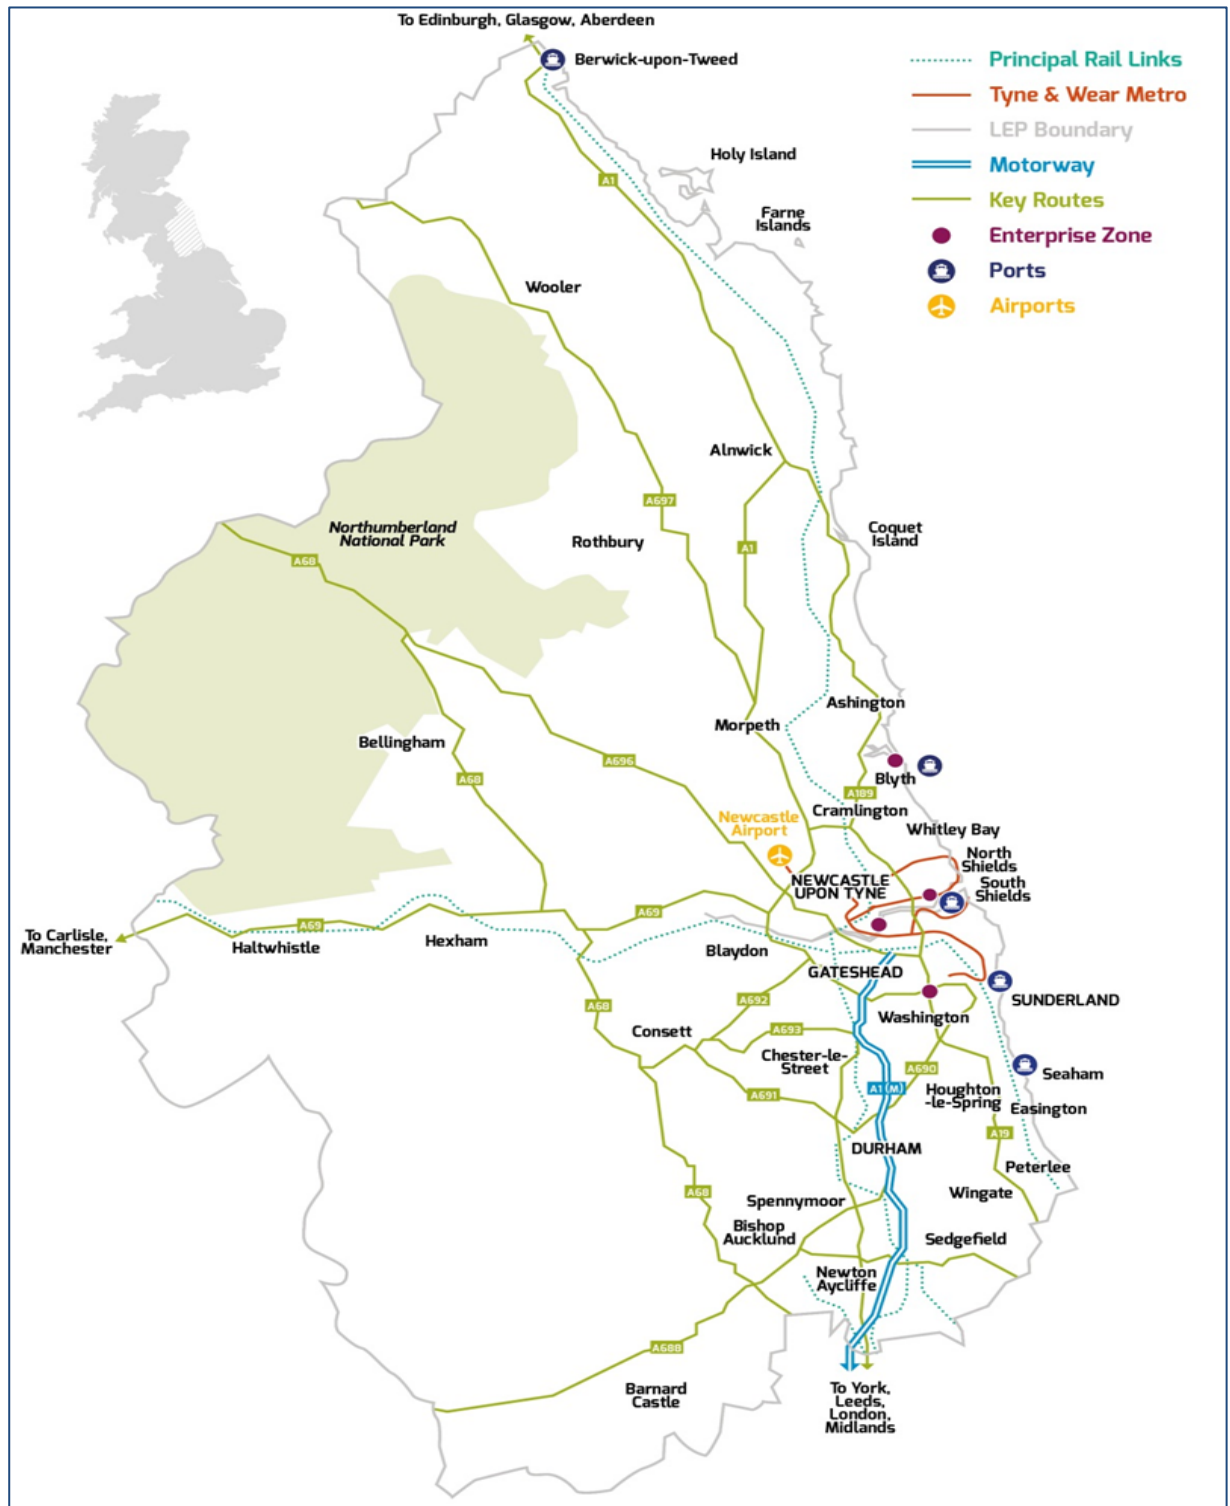 To Edinburgh, Glasgow, Aberdeen
Berwick-upon-Tweed
Principal Rail Links
Tyne & Wear Metro
LEP Boundary
Motorway
Key Routes
Enterprise Zone
Ports
Airports
Holy Island
A1
Farne
Islands
Wooler
Alnwick
A697
Northumberland
National Park
Rothbury
A1
Coquet
Island
A68
Ashington
Morpeth
Bellingham
A696
A68
Blyth
A189
Cramlington
Newcastle
Airport
Whitley Bay
North
Shields
NEWCASTLE
UPON TYNE
South
Shields
A69
A69
To Carlisle,
Manchester
Haltwhistle
Hexham
Blaydon
GATESHEAD
SUNDERLAND
A68
A692
Washington
Consett
A693
Chester-le-
Street
A690
Seaham
A1(M)
A691
Houghton
-le-Spring
Easington
A19
DURHAM
Peterlee
A68
Wingate
Spennymoor
Bishop
Aucklund
Sedgefield
Newton
Aycliffe
A688
Barnard
Castle
To York,
Leeds,
London,
Midlands